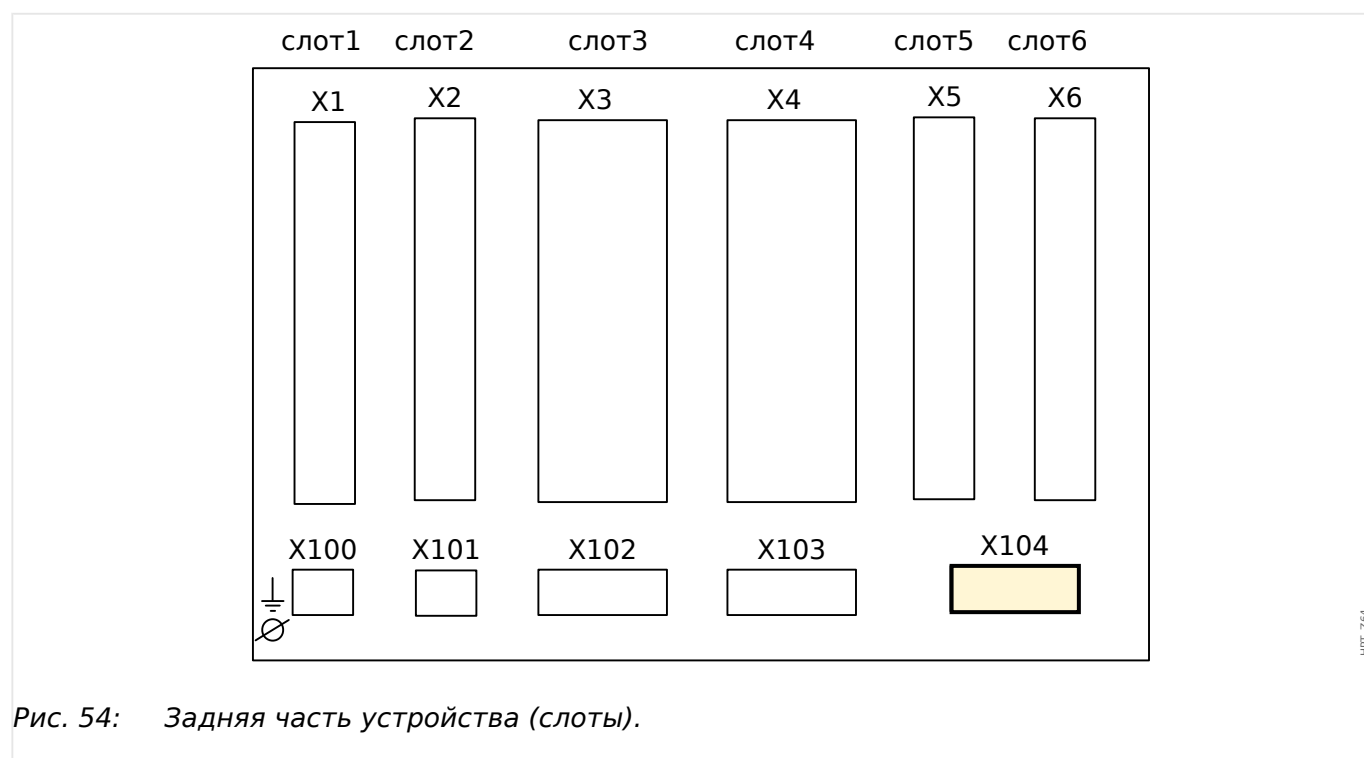 слот1 слот2 слот3 слот4 слот5 слот6
X1 X2 X3 X4 X5 X6
X100 X101 X102 X103 X104
Рис. 54: Задняя часть устройства (слоты).